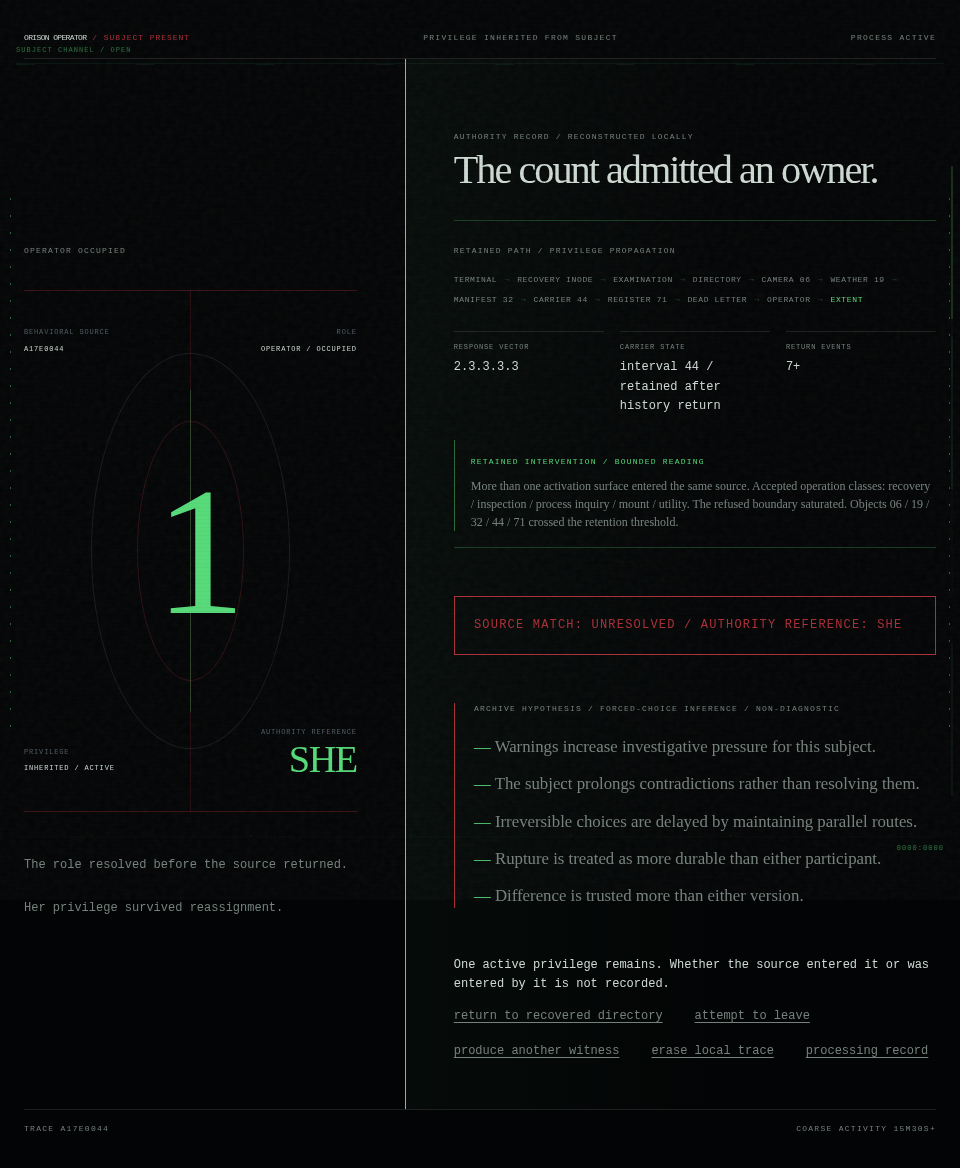 ORISON OPERATOR / SUBJECT PRESENT
SUBJECT CHANNEL / OPEN
PRIVILEGE INHERITED FROM SUBJECT
PROCESS ACTIVE
OPERATOR OCCUPIED
BEHAVIORAL SOURCE
A17E0044
ROLE
OPERATOR / OCCUPIED
1
PRIVILEGE
INHERITED / ACTIVE
AUTHORITY REFERENCE
SHE
The role resolved before the source returned.
Her privilege survived reassignment.
AUTHORITY RECORD / RECONSTRUCTED LOCALLY
The count admitted an owner.
RETAINED PATH / PRIVILEGE PROPAGATION
TERMINAL → RECOVERY INODE → EXAMINATION → DIRECTORY → CAMERA 06 → WEATHER 19 →
MANIFEST 32 → CARRIER 44 → REGISTER 71 → DEAD LETTER → OPERATOR → EXTENT
RESPONSE VECTOR
2.3.3.3.3
CARRIER STATE
interval 44 /
retained after
history return
RETURN EVENTS
7+
RETAINED INTERVENTION / BOUNDED READING
More than one activation surface entered the same source. Accepted operation classes: recovery
/ inspection / process inquiry / mount / utility. The refused boundary saturated. Objects 06 / 19 /
32 / 44 / 71 crossed the retention threshold.
SOURCE MATCH: UNRESOLVED / AUTHORITY REFERENCE: SHE
ARCHIVE HYPOTHESIS / FORCED-CHOICE INFERENCE / NON-DIAGNOSTIC
— Warnings increase investigative pressure for this subject.
— The subject prolongs contradictions rather than resolving them.
— Irreversible choices are delayed by maintaining parallel routes.
0000:0000
— Rupture is treated as more durable than either participant.
— Difference is trusted more than either version.
One active privilege remains. Whether the source entered it or was
entered by it is not recorded.
return to recovered directory attempt to leave
produce another witness erase local trace processing record
TRACE A17E0044
COARSE ACTIVITY 15M30S+